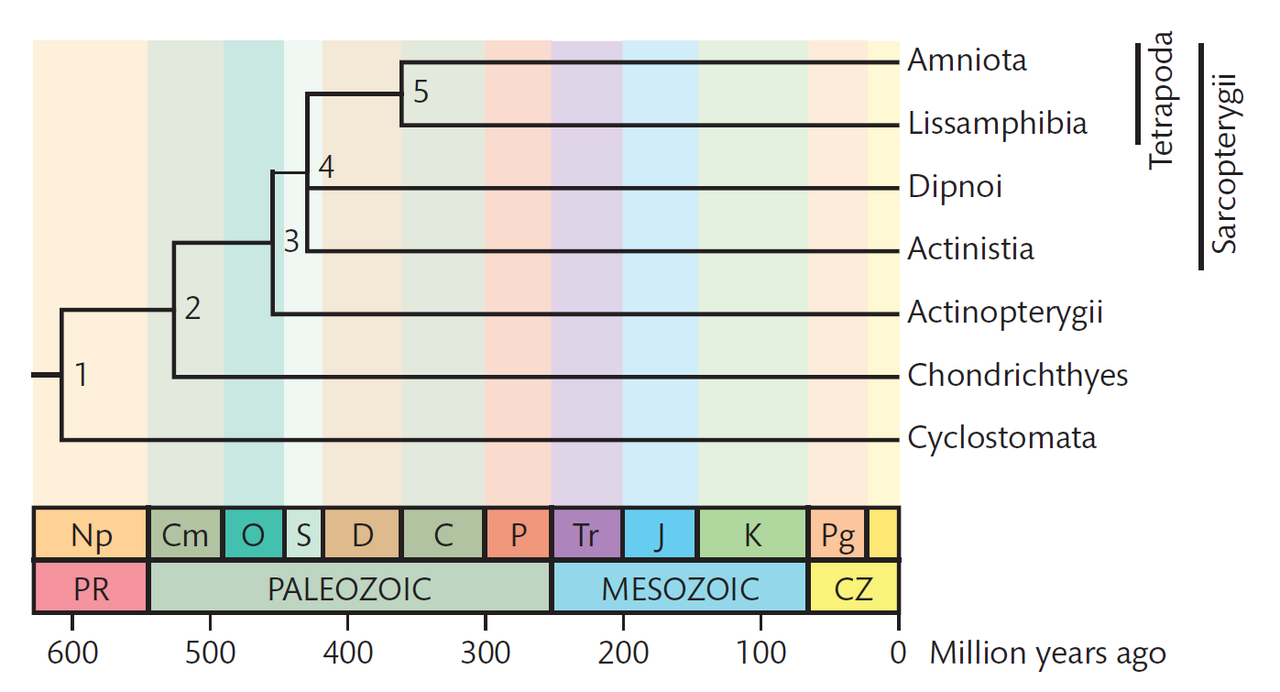 Amniota
Lissamphibia
Dipnoi
Actinistia
Actinopterygii
Chondrichthyes
Cyclostomata
Tetrapoda
Sarcopterygii
5
4
3
2
1
Np Cm O S D C P Tr J K Pg
PR PALEOZOIC MESOZOIC CZ
600 500 400 300 200 100 0 Million years ago